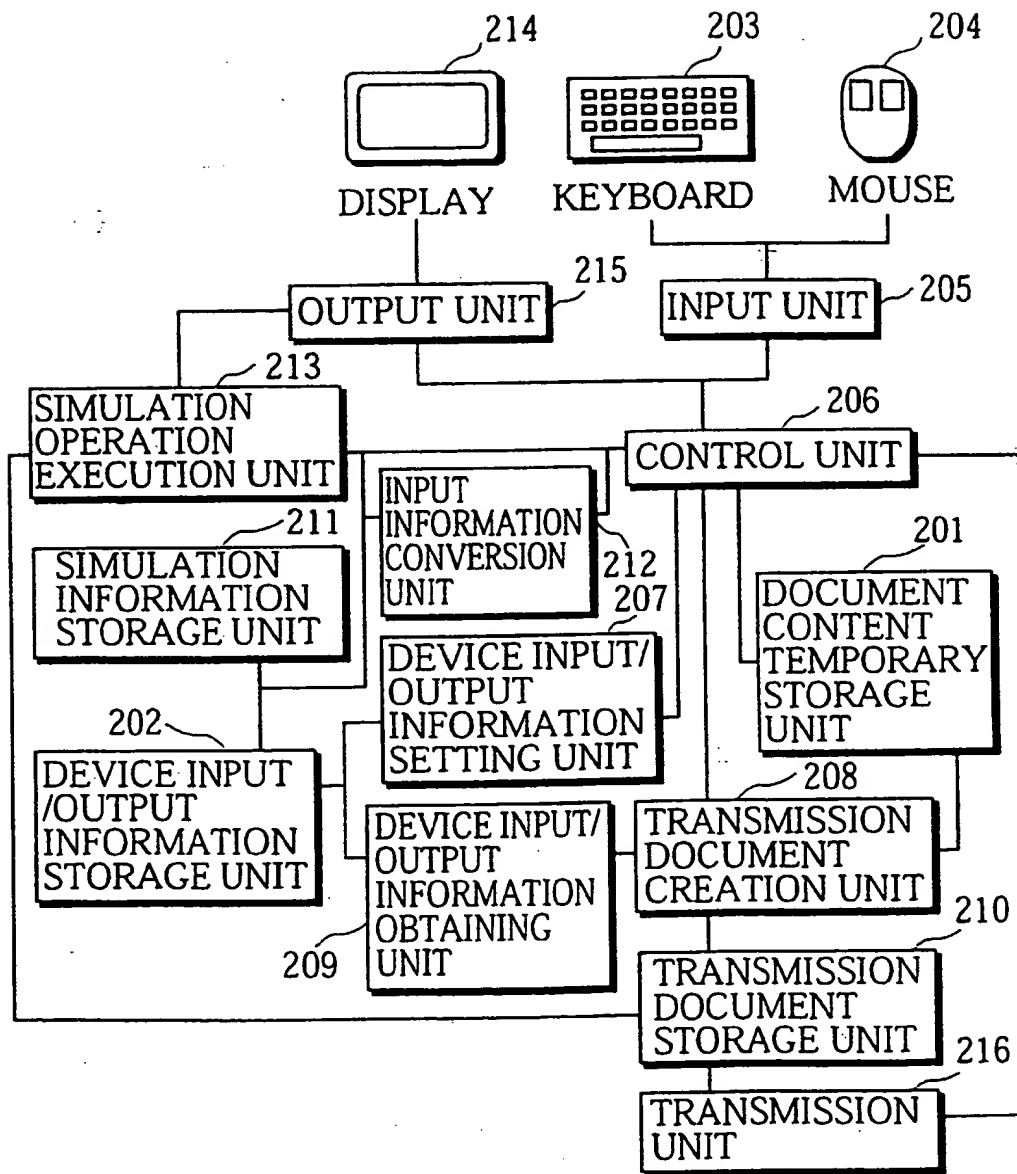 214
203
204
DISPLAY
KEYBOARD
MOUSE
215
OUTPUT UNIT
INPUT UNIT
205
213
SIMULATION
OPERATION
EXECUTION UNIT
206
CONTROL UNIT
211
SIMULATION
INFORMATION
STORAGE UNIT
INPUT
INFORMATION
CONVERSION
UNIT
212
201
DOCUMENT
CONTENT
TEMPORARY
STORAGE
UNIT
207
DEVICE INPUT/
OUTPUT
INFORMATION
SETTING UNIT
202
DEVICE INPUT
/OUTPUT
INFORMATION
STORAGE UNIT
208
TRANSMISSION
DOCUMENT
CREATION UNIT
DEVICE INPUT/
OUTPUT
INFORMATION
OBTAINING
UNIT
209
210
TRANSMISSION
DOCUMENT
STORAGE UNIT
216
TRANSMISSION
UNIT